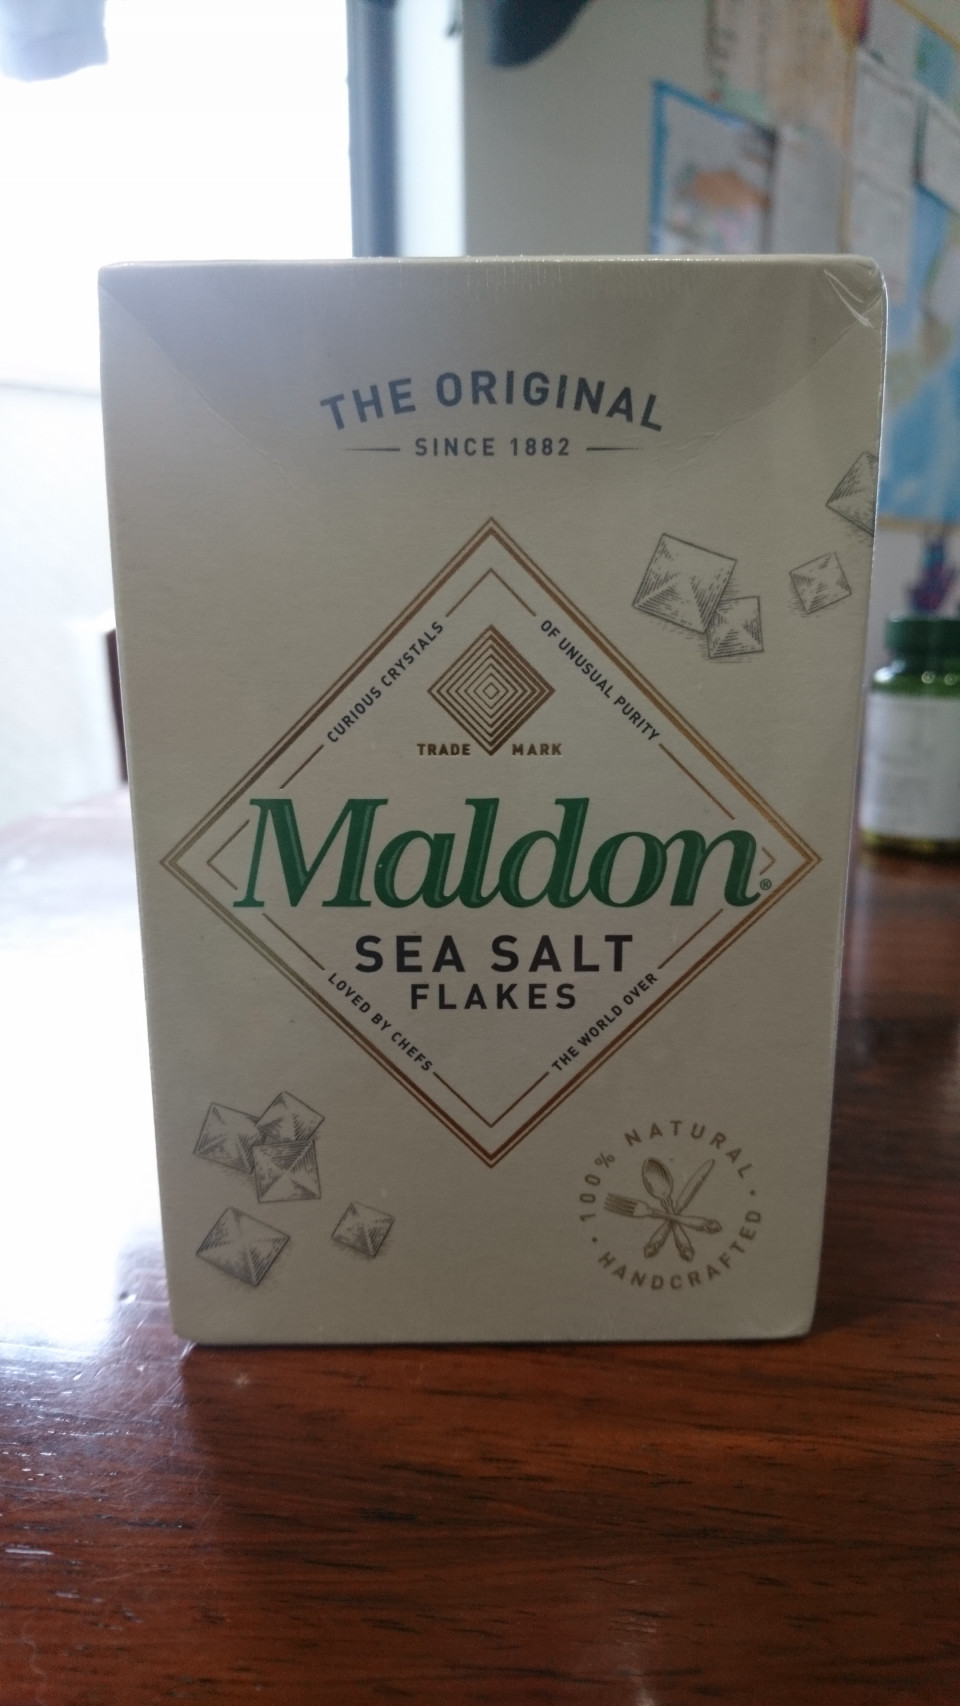 THE ORIGINAL
SINCE 1882
CURIOUS CRYSTALS
OF UNUSUAL PURITY
TRADE MARK
Maldon®
SEA SALT
FLAKES
LOVED BY CHEFS
THE WORLD OVER
100% NATURAL
• HANDCRAFTED •